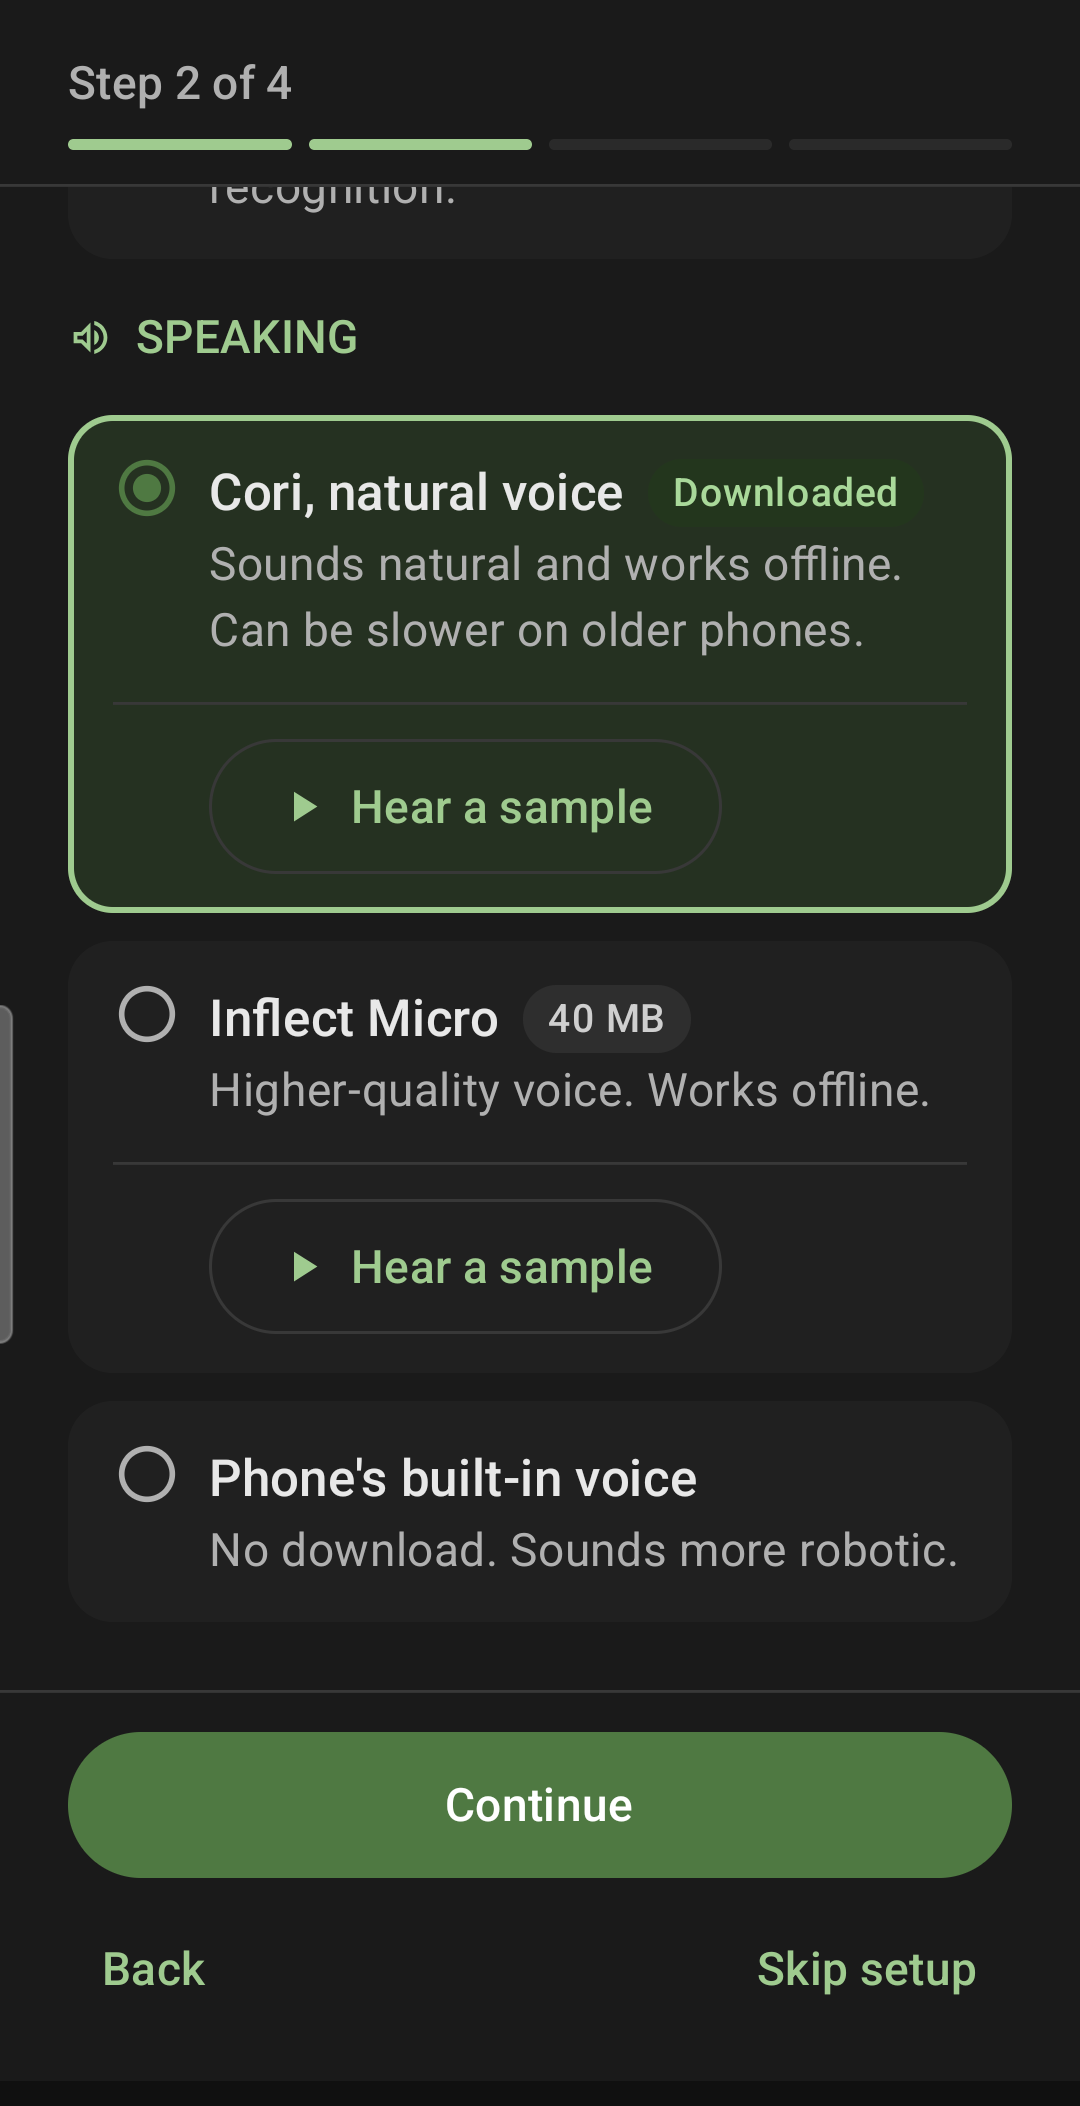 Step 2 of 4
recognition.
SPEAKING
Cori, natural voice Downloaded
Sounds natural and works offline.
Can be slower on older phones.
Hear a sample
Inflect Micro 40 MB
Higher-quality voice. Works offline.
Hear a sample
Phone's built-in voice
No download. Sounds more robotic.
Continue
Back Skip setup